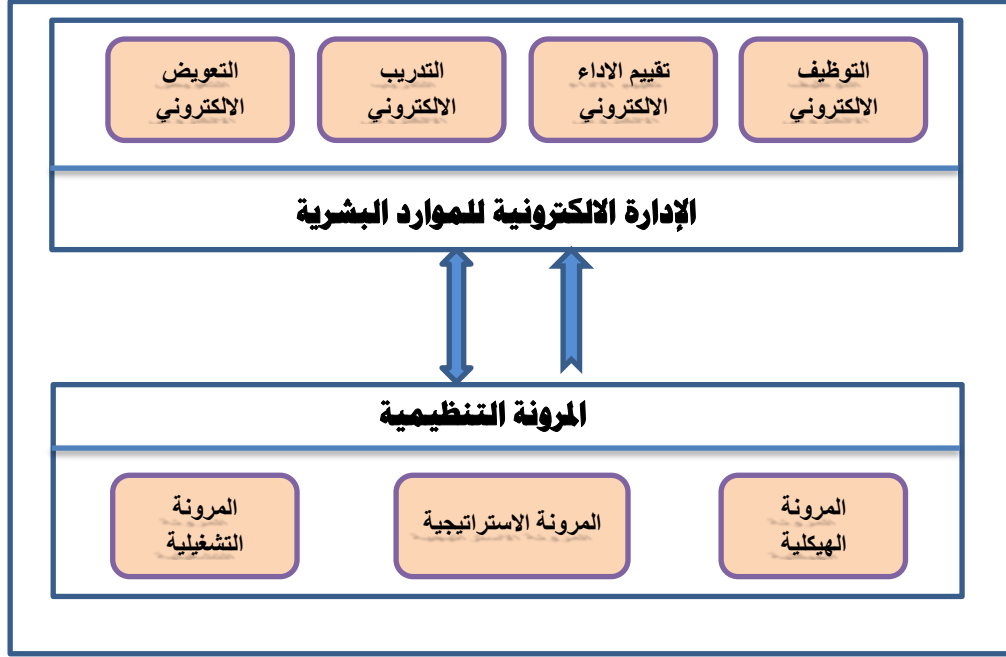 التوظيف
الالكتروني
تقييم الاداء
الالكتروني
التدريب
الالكتروني
التعويض
الالكتروني
الإدارة الالكترونية للموارد البشرية
المرونة التنظيمية
المرونة
الهيكلية
المرونة الاستراتيجية
المرونة
التشغيلية